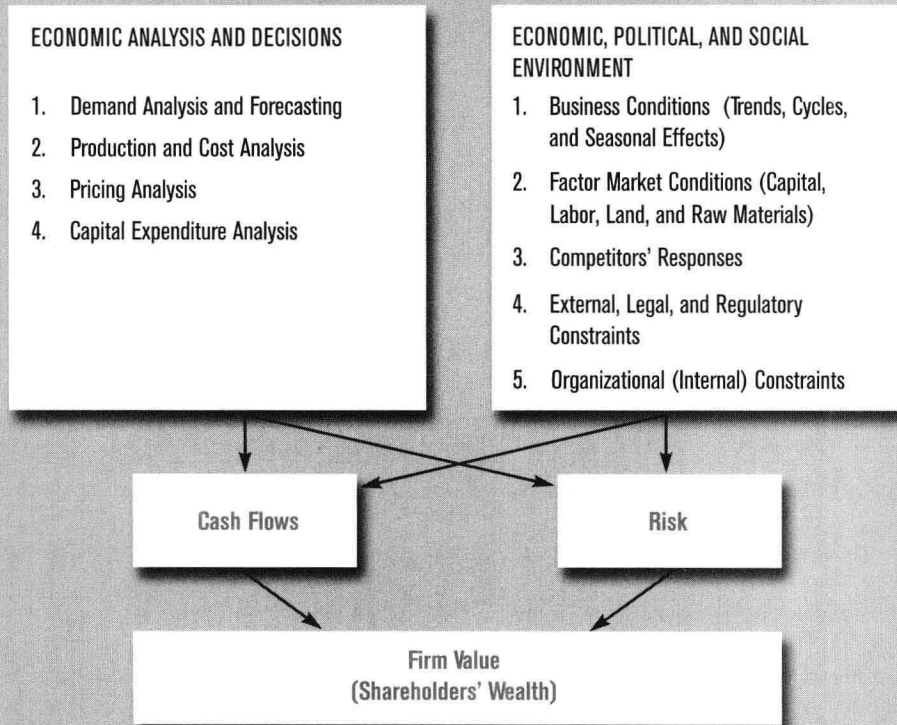 ECONOMIC ANALYSIS AND DECISIONS
1. Demand Analysis and Forecasting
2. Production and Cost Analysis
3. Pricing Analysis
4. Capital Expenditure Analysis
ECONOMIC, POLITICAL, AND SOCIAL
ENVIRONMENT
1. Business Conditions (Trends, Cycles,
and Seasonal Effects)
2. Factor Market Conditions (Capital,
Labor, Land, and Raw Materials)
3. Competitors' Responses
4. External, Legal, and Regulatory
Constraints
5. Organizational (Internal) Constraints
Cash Flows
Risk
Firm Value
(Shareholders' Wealth)